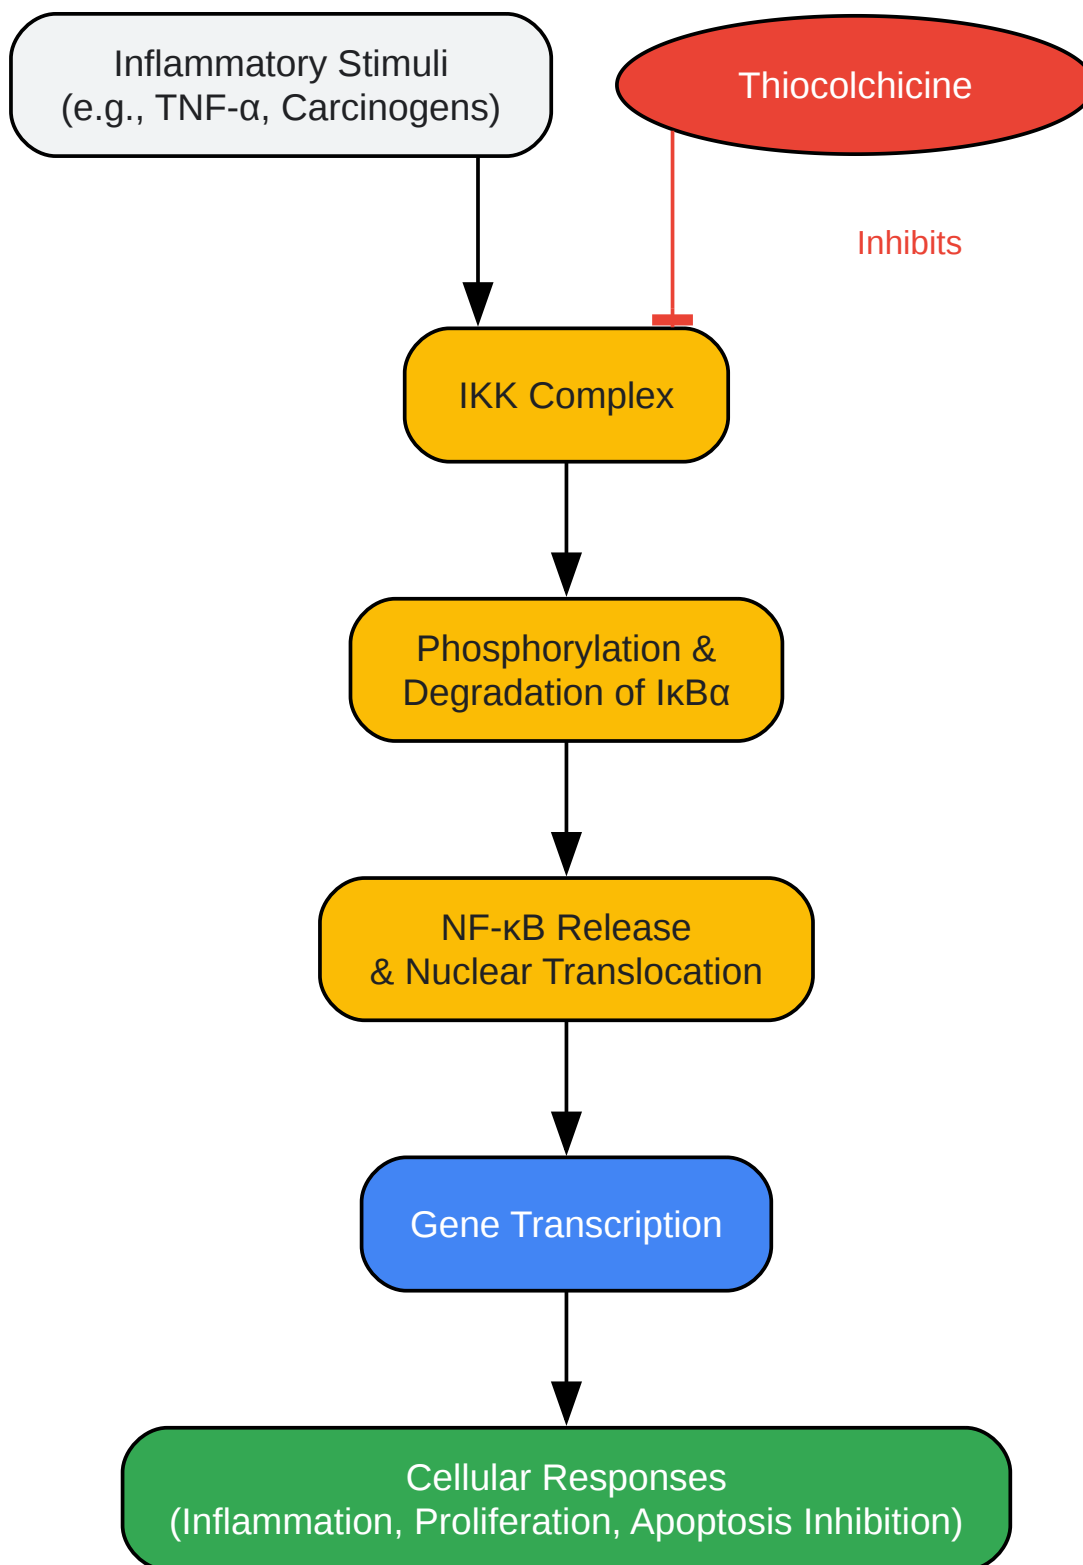 Inflammatory Stimuli
(e.g., TNF-α, Carcinogens)
Thiocolchicine
Inhibits
IKK Complex
Phosphorylation &
Degradation of IκBα
NF-κB Release
& Nuclear Translocation
Gene Transcription
Cellular Responses
(Inflammation, Proliferation, Apoptosis Inhibition)